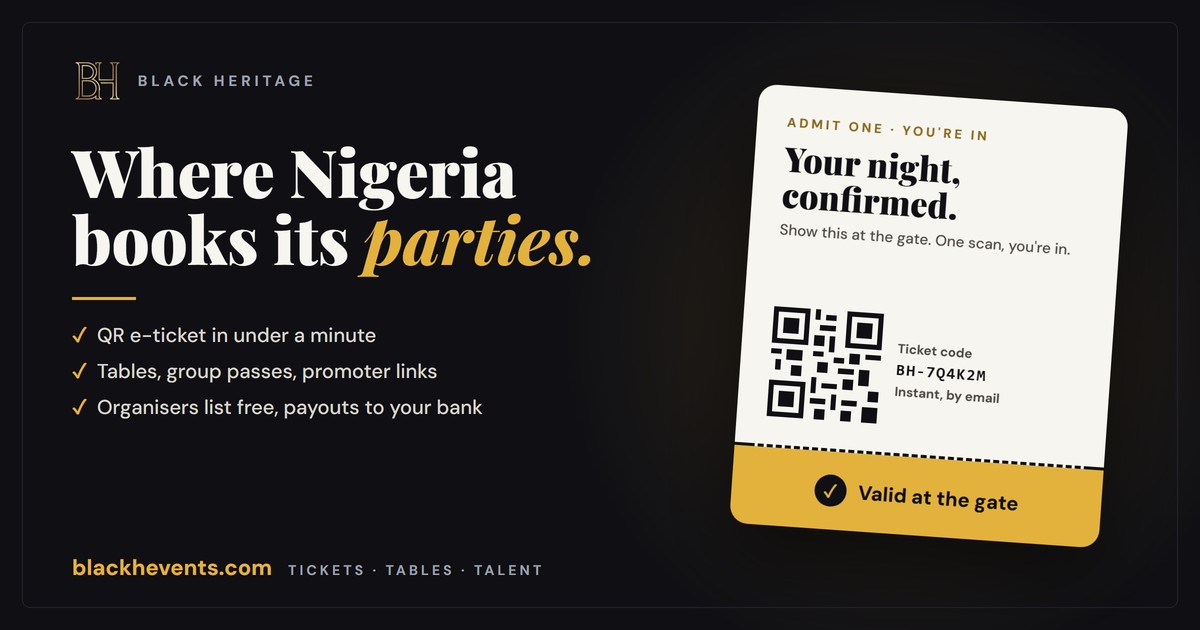 BH BLACK HERITAGE
Where Nigeria
books its parties.
✓ QR e-ticket in under a minute
✓ Tables, group passes, promoter links
✓ Organisers list free, payouts to your bank
blackhevents.com TICKETS · TABLES · TALENT
ADMIT ONE · YOU'RE IN
Your night,
confirmed.
Show this at the gate. One scan, you're in.
Ticket code
BH-7Q4K2M
Instant, by email
✓ Valid at the gate